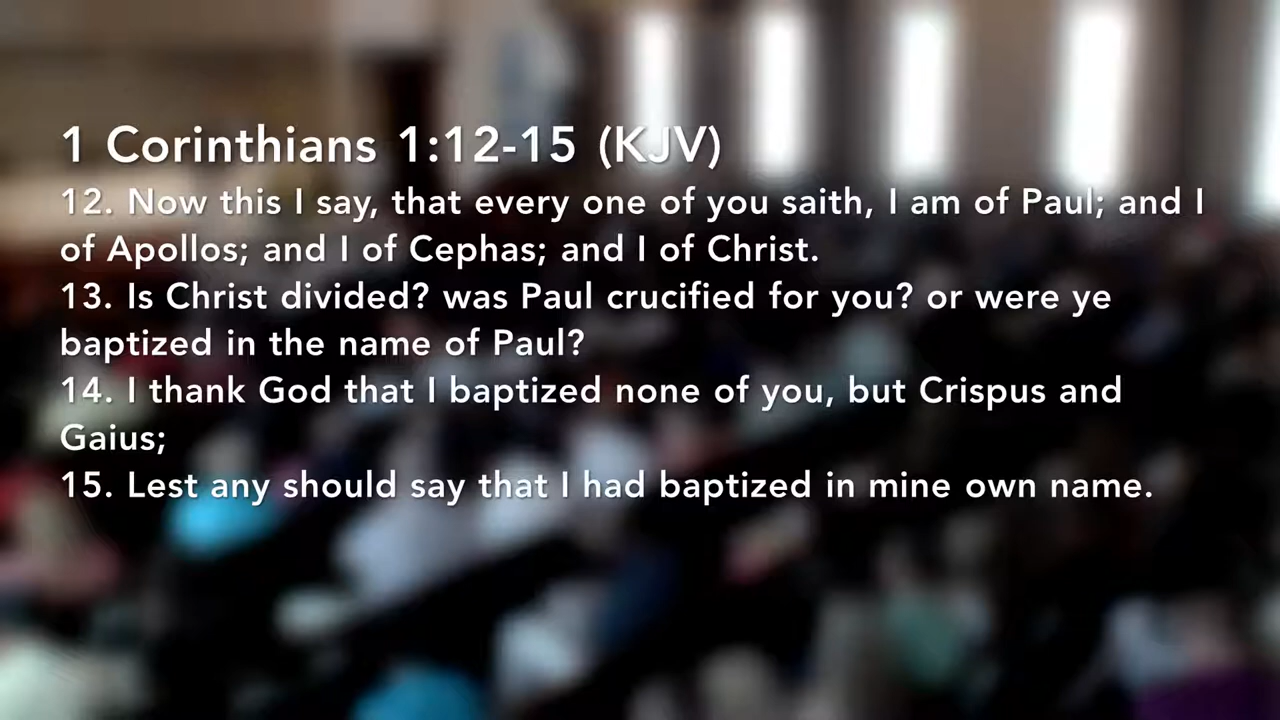 1 Corinthians 1:12-15 (KJV)
12. Now this I say, that every one of you saith, I am of Paul; and I
of Apollos; and I of Cephas; and I of Christ.
13. Is Christ divided? was Paul crucified for you? or were ye
baptized in the name of Paul?
14. I thank God that I baptized none of you, but Crispus and
Gaius;
15. Lest any should say that I had baptized in mine own name.